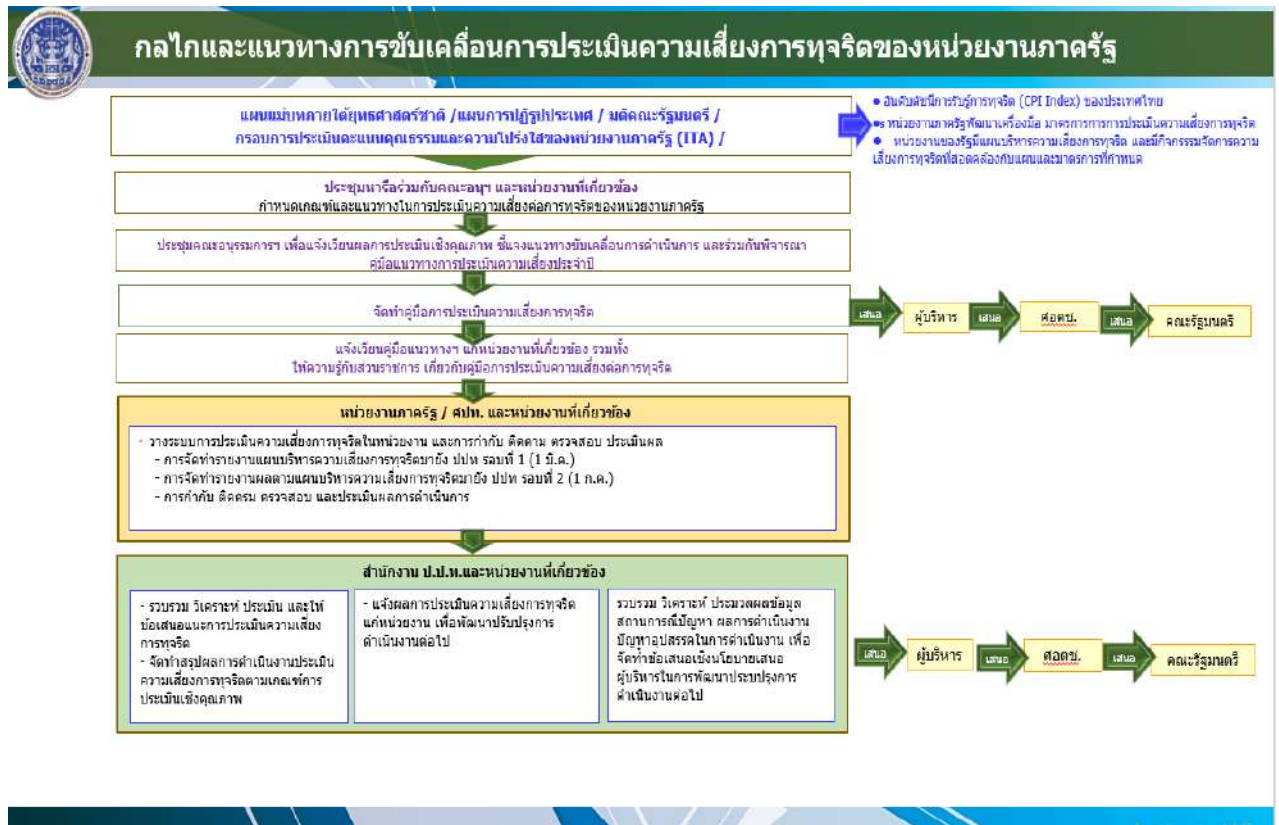 กลไกและแนวทางการขับเคลื่อนการประเมินความเสี่ยงการทุจริตของหน่วยงานภาครัฐ
แผนแม่บทภายใต้ยุทธศาสตร์ชาติ /แผนการปฏิรูปประเทศ / มติคณะรัฐมนตรี /
กรอบการประเมินคะแนนคุณธรรมและความโปร่งใสของหน่วยงานภาครัฐ (ITA) /
• อันดับดัชนีการรับรู้การทุจริต (CPI Index) ของประเทศไทย
•ร หน่วยงานภาครัฐพัฒนาเครื่องมือ มาตรการการประเมินความเสี่ยงการทุจริต
• หน่วยงานของรัฐมีแผนบริหารความเสี่ยงการทุจริต และมีกิจกรรมจัดการความ
เสี่ยงการทุจริตที่สอดคล้องกับแผนและมาตรการที่กำหนด
ประชุมหารือร่วมกับคณะอนุฯ และหน่วยงานที่เกี่ยวข้อง
กำหนดเกณฑ์และแนวทางในการประเมินความเสี่ยงต่อการทุจริตของหน่วยงานภาครัฐ
ประชุมคณะอนุรรมการฯ เพื่อแจ้งเวียนผลการประเมินเชิงคุณภาพ ชี้แจงแนวทางขับเคลื่อนการดำเนินการ และร่วมกันพิจารณา
คู่มือแนวทางการประเมินความเสี่ยงประจำปี
จัดทำคู่มือการประเมินความเสี่ยงการทุจริต
เสนอ
ผู้บริหาร
เสนอ
ศอตช.
เสนอ
คณะรัฐมนตรี
แจ้งเวียนคู่มือแนวทางฯ แก่หน่วยงานที่เกี่ยวข้อง รวมทั้ง
ให้ความรู้กับส่วนราชการ เกี่ยวกับคู่มือการประเมินความเสี่ยงต่อการทุจริต
หน่วยงานภาครัฐ / ศปท. และหน่วยงานที่เกี่ยวข้อง
• วางระบบการประเมินความเสี่ยงการทุจริตในหน่วยงาน และการกำกับ ติดตาม ตรวจสอบ ประเมินผล
- การจัดทำรายงานแผนบริหารความเสี่ยงการทุจริตมายัง ปปท รอบที่ 1 (1 มี.ค.)
- การจัดทำรายงานผลตามแผนบริหารความเสี่ยงการทุจริตมายัง ปปท รอบที่ 2 (1 ก.ค.)
- การกำกับ ติดตรม ตรวจสอบ และประเมินผลการดำเนินการ
สำนักงาน ป.ป.ท.และหน่วยงานที่เกี่ยวข้อง
- รวบรวม วิเคราะห์ ประเมิน และให้
ข้อเสนอแนะการประเมินความเสี่ยง
การทุจริต
- จัดทำสรุปผลการดำเนินงานประเมิน
ความเสี่ยงการทุจริตตามเกณฑ์การ
ประเมินเชิงคุณภาพ
- แจ้งผลการประเมินความเสี่ยงการทุจริต
แก่หน่วยงาน เพื่อพัฒนาปรับปรุงการ
ดำเนินงานต่อไป
รวบรวม วิเคราะห์ ประมวลผลข้อมูล
สถานการณ์ปัญหา ผลการดำเนินงาน
ปัญหาอุปสรรคในการดำเนินงาน เพื่อ
จัดทำข้อเสนอเชิงนโยบายเสนอ
ผู้บริหารในการพัฒนาประบปรุงการ
ดำเนินงานต่อไป
เสนอ
ผู้บริหาร
เสนอ
ศอตช.
เสนอ
คณะรัฐมนตรี